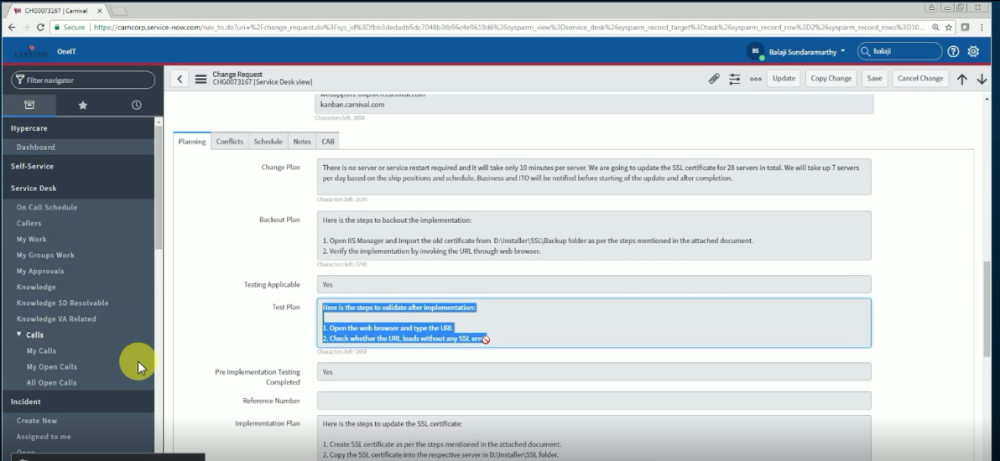 CHG0073167 | Carnival
Secure | https://carncorp.service-now.com/nav_to.do?uri=%2Fchange_request.do%3Fsys_id%3Dfbb3dedadb5dc7048b3fb96c4e9619d6%26sysparm_view%3Dservice_desk%26sysparm_record_target%3Dtask%26sysparm_record_row%3D2%26sysparm_record_rows%3D10...
CARNIVAL
OneIT
BS
Balaji Sundaramurthy
balaji
Filter navigator
Change Request
CHG0073167 [Service Desk view]
Update
Copy Change
Save
Cancel Change
Hypercare
Dashboard
Self-Service
Service Desk
On Call Schedule
Callers
My Work
My Groups Work
My Approvals
Knowledge
Knowledge SD Resolvable
Knowledge VA Related
Calls
My Calls
My Open Calls
All Open Calls
Incident
Create New
Assigned to me
Open
kanban.carnival.com
Characters left: 3658
Planning
Conflicts
Schedule
Notes
CAB
Change Plan
There is no server or service restart required and it will take only 10 minutes per server. We are going to update the SSL certificate for 28 servers in total. We will take up 7 servers
per day based on the ship positions and schedule. Business and ITO will be notified before starting of the update and after completion.
Characters left: 3629
Backout Plan
Here is the steps to backout the implementation:
1. Open IIS Manager and Import the old certificate from D:\Installer\SSL\Backup folder as per the steps mentioned in the attached document.
2. Verify the implementation by invoking the URL through web browser.
Characters left: 3740
Testing Applicable
Yes
Test Plan
Here is the steps to validate after implementation:
1. Open the web browser and type the URL
2. Check whether the URL loads without any SSL
Characters left: 3854
Pre Implementation Testing
Completed
Yes
Reference Number
Implementation Plan
Here is the steps to update the SSL certificate:
1. Create SSL certificate as per the steps mentioned in the attached document.
2. Copy the SSL certificate into the respective server in D:\Installer\SSL folder.